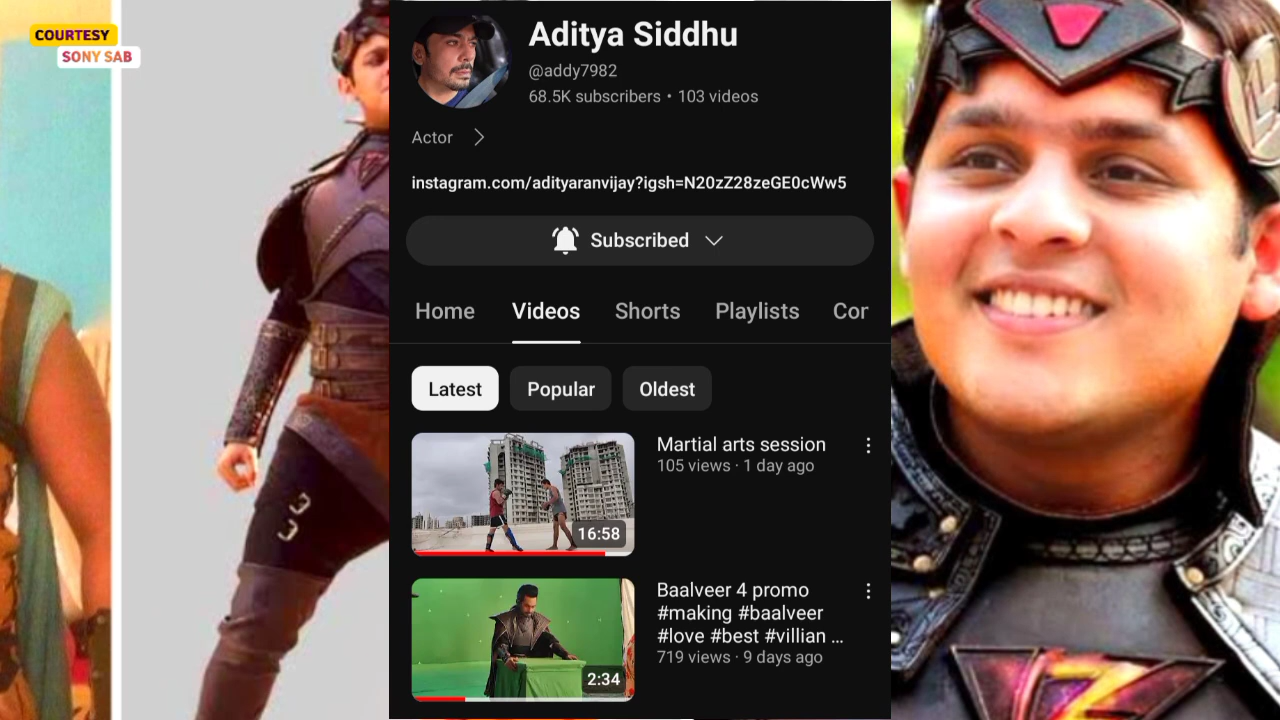 COURTESY
SONY SAB
Aditya Siddhu
@addy7982
68.5K subscribers • 103 videos
Actor
instagram.com/adityaranvijay?igsh=N20zZ28zeGE0cWw5
Subscribed
Home Videos Shorts Playlists Cor
Latest Popular Oldest
Martial arts session
105 views · 1 day ago
16:58
Baalveer 4 promo
#making #baalveer
#love #best #villian ...
719 views · 9 days ago
2:34